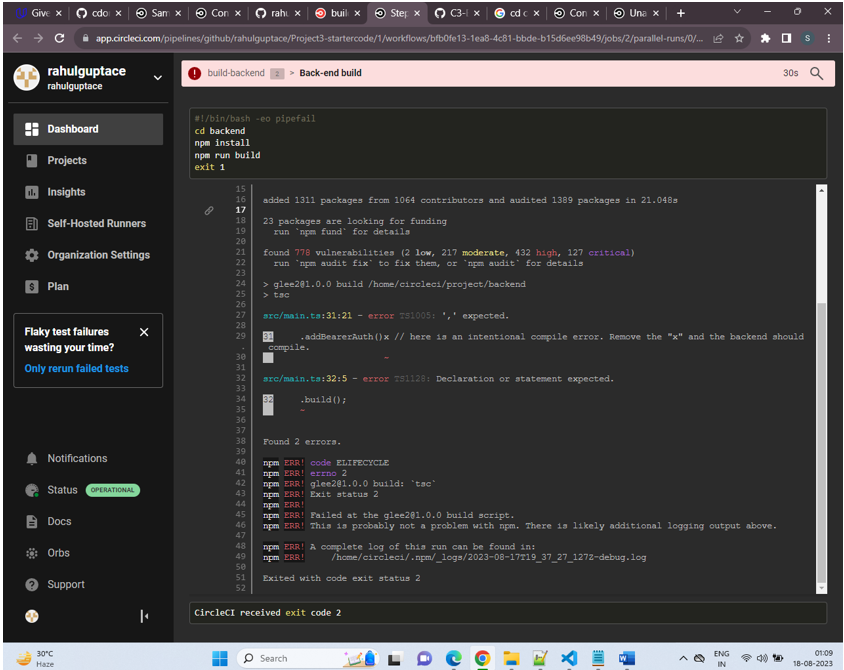 Give
cdor
Sam
Con
rahu
build
Step
C3-I
cd c
Con
Una
app.circleci.com/pipelines/github/rahulguptace/Project3-startercode/1/workflows/bfb0fe13-1ea8-4c81-bbde-b15d6ee98b49/jobs/2/parallel-runs/0/...
S
rahulguptace
rahulguptace
build-backend 2 > Back-end build
30s
Dashboard
Projects
Insights
Self-Hosted Runners
Organization Settings
Plan
Flaky test failures
wasting your time?
Only rerun failed tests
Notifications
Status OPERATIONAL
Docs
Orbs
Support
#!/bin/bash -eo pipefail
cd backend
npm install
npm run build
exit 1
15
16 added 1311 packages from 1064 contributors and audited 1389 packages in 21.048s
17
18 23 packages are looking for funding
19 run `npm fund` for details
20
21 found 778 vulnerabilities (2 low, 217 moderate, 432 high, 127 critical)
22 run `npm audit fix` to fix them, or `npm audit` for details
23
24 > glee2@1.0.0 build /home/circleci/project/backend
25 > tsc
26
27 src/main.ts:31:21 - error TS1005: ',' expected.
28
29 31 .addBearerAuth()x // here is an intentional compile error. Remove the "x" and the backend should
. compile.
30 ~
31
32 src/main.ts:32:5 - error TS1128: Declaration or statement expected.
33
34 32 .build();
35 ~
36
37
38 Found 2 errors.
39
40 npm ERR! code ELIFECYCLE
41 npm ERR! errno 2
42 npm ERR! glee2@1.0.0 build: `tsc`
43 npm ERR! Exit status 2
44 npm ERR!
45 npm ERR! Failed at the glee2@1.0.0 build script.
46 npm ERR! This is probably not a problem with npm. There is likely additional logging output above.
47
48 npm ERR! A complete log of this run can be found in:
49 npm ERR! /home/circleci/.npm/_logs/2023-08-17T19_37_27_127Z-debug.log
50
51 Exited with code exit status 2
52
CircleCI received exit code 2
30°C
Haze
Search
ENG
IN
01:09
18-08-2023